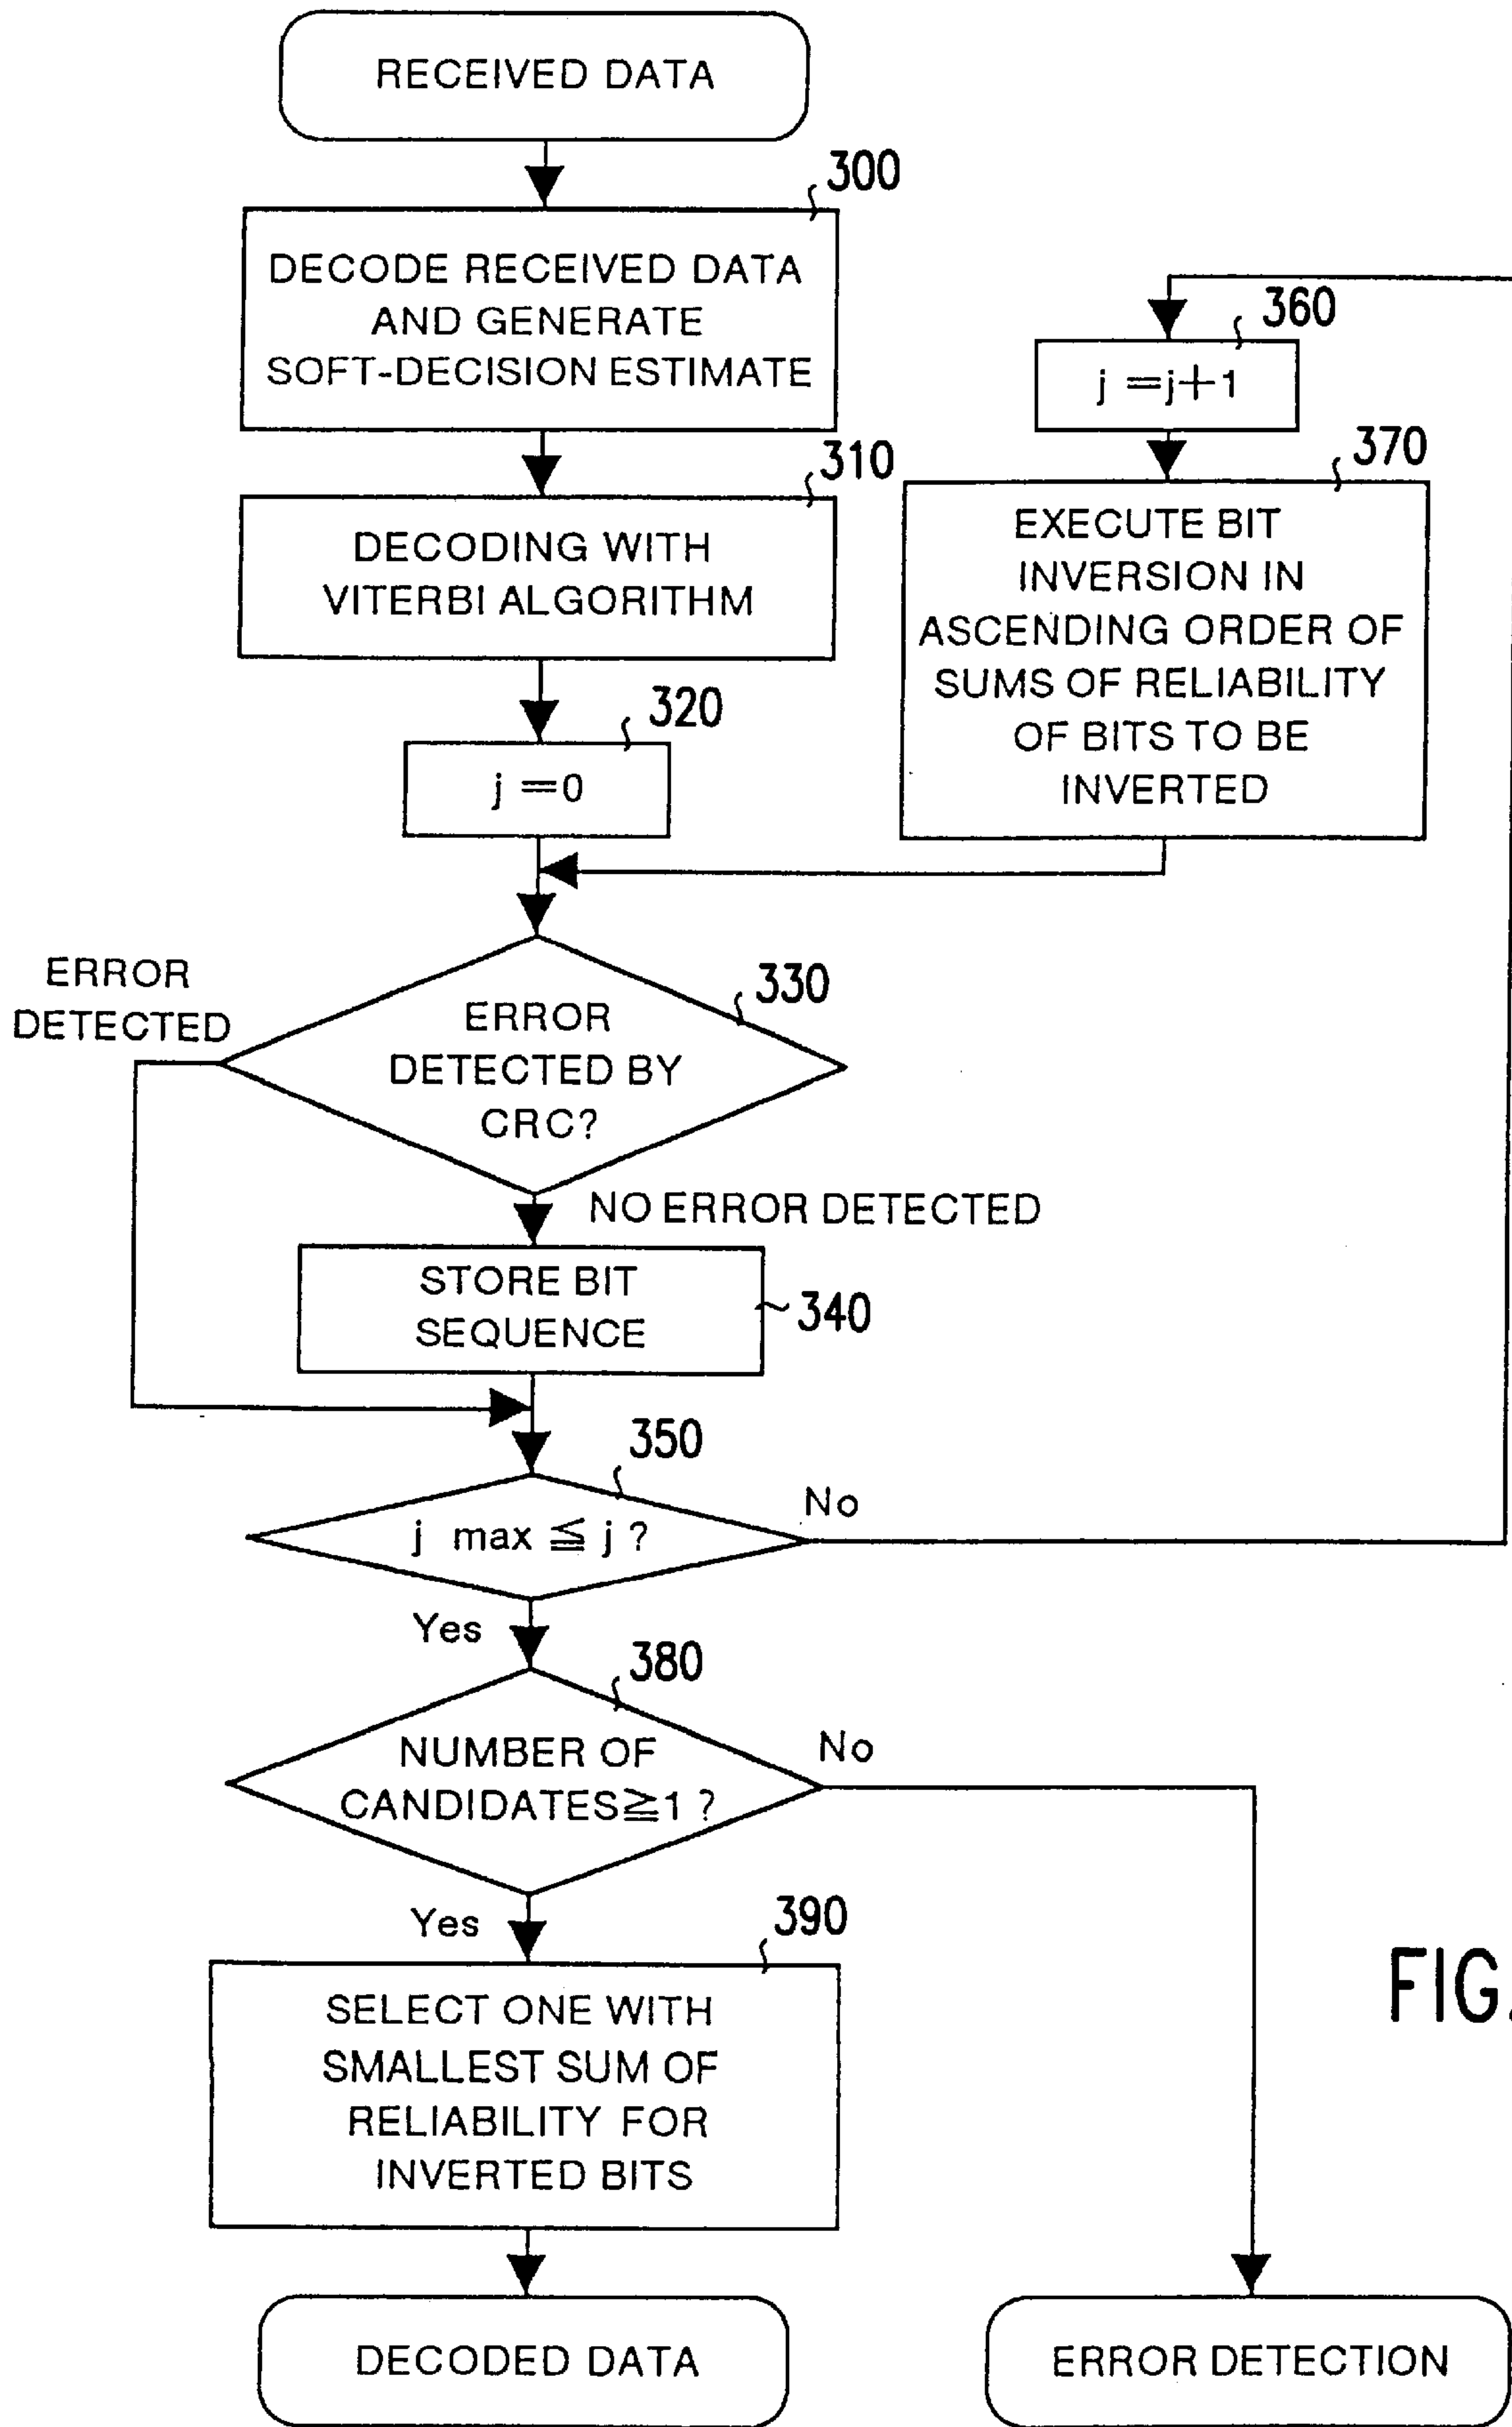 RECEIVED DATA
300
DECODE RECEIVED DATA
AND GENERATE
SOFT-DECISION ESTIMATE
310
DECODING WITH
VITERBI ALGORITHM
320
j =0
360
j =j+1
370
EXECUTE BIT
INVERSION IN
ASCENDING ORDER OF
SUMS OF RELIABILITY
OF BITS TO BE
INVERTED
330
ERROR
DETECTED BY
CRC?
ERROR
DETECTED
NO ERROR DETECTED
STORE BIT
SEQUENCE
340
350
j max ≦ j ?
No
Yes
380
NUMBER OF
CANDIDATES≧1 ?
No
Yes
390
SELECT ONE WITH
SMALLEST SUM OF
RELIABILITY FOR
INVERTED BITS
FIG.
DECODED DATA
ERROR DETECTION